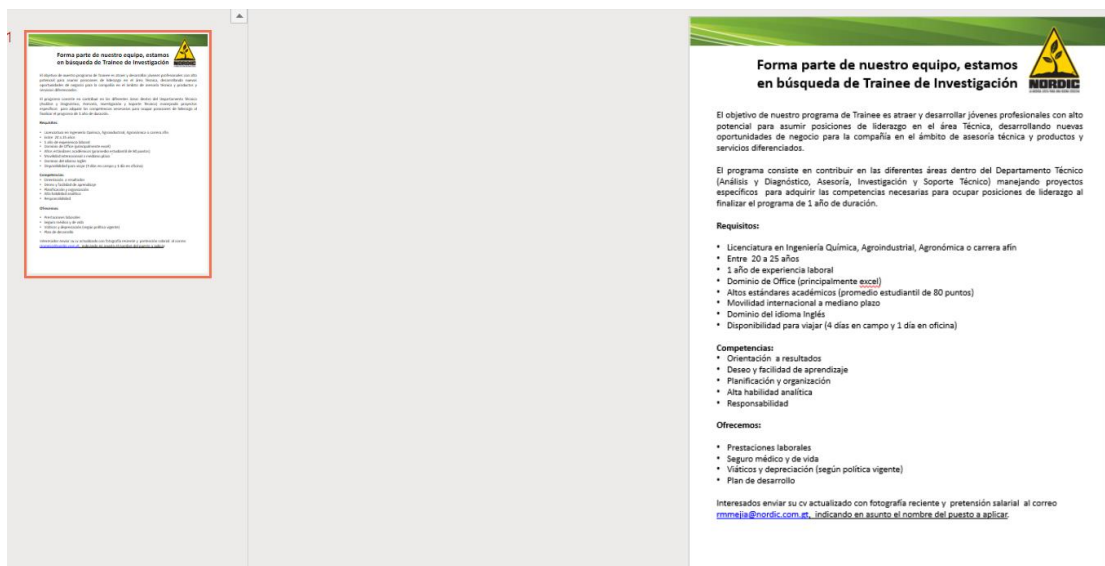 1
Forma parte de nuestro equipo, estamos
en búsqueda de Trainee de Investigación
NORDIC
El objetivo de nuestro programa de Trainee es atraer y desarrollar jóvenes profesionales con alto
potencial para asumir posiciones de liderazgo en el área Técnica, desarrollando nuevas
oportunidades de negocio para la compañía en el ámbito de asesoría técnica y productos y
servicios diferenciados.
El programa consiste en contribuir en las diferentes áreas dentro del Departamento Técnico
(Análisis y Diagnóstico, Asesoría, Investigación y Soporte Técnico) manejando proyectos
específicos para adquirir las competencias necesarias para ocupar posiciones de liderazgo al
finalizar el programa de 1 año de duración.
Requisitos:
• Licenciatura en Ingeniería Química, Agroindustrial, Agronómica o carrera afín
• Entre 20 a 25 años
• 1 año de experiencia laboral
• Dominio de Office (principalmente excel)
• Altos estándares académicos (promedio estudiantil de 80 puntos)
• Movilidad internacional a mediano plazo
• Dominio del idioma Inglés
• Disponibilidad para viajar (4 días en campo y 1 día en oficina)
Competencias:
• Orientación a resultados
• Deseo y facilidad de aprendizaje
• Planificación y organización
• Alta habilidad analítica
• Responsabilidad
Ofrecemos:
• Prestaciones laborales
• Seguro médico y de vida
• Viáticos y depreciación (según política vigente)
• Plan de desarrollo
Interesados enviar su cv actualizado con fotografía reciente y pretensión salarial al correo
rmmejia@nordic.com.gt, indicando en asunto el nombre del puesto a aplicar.